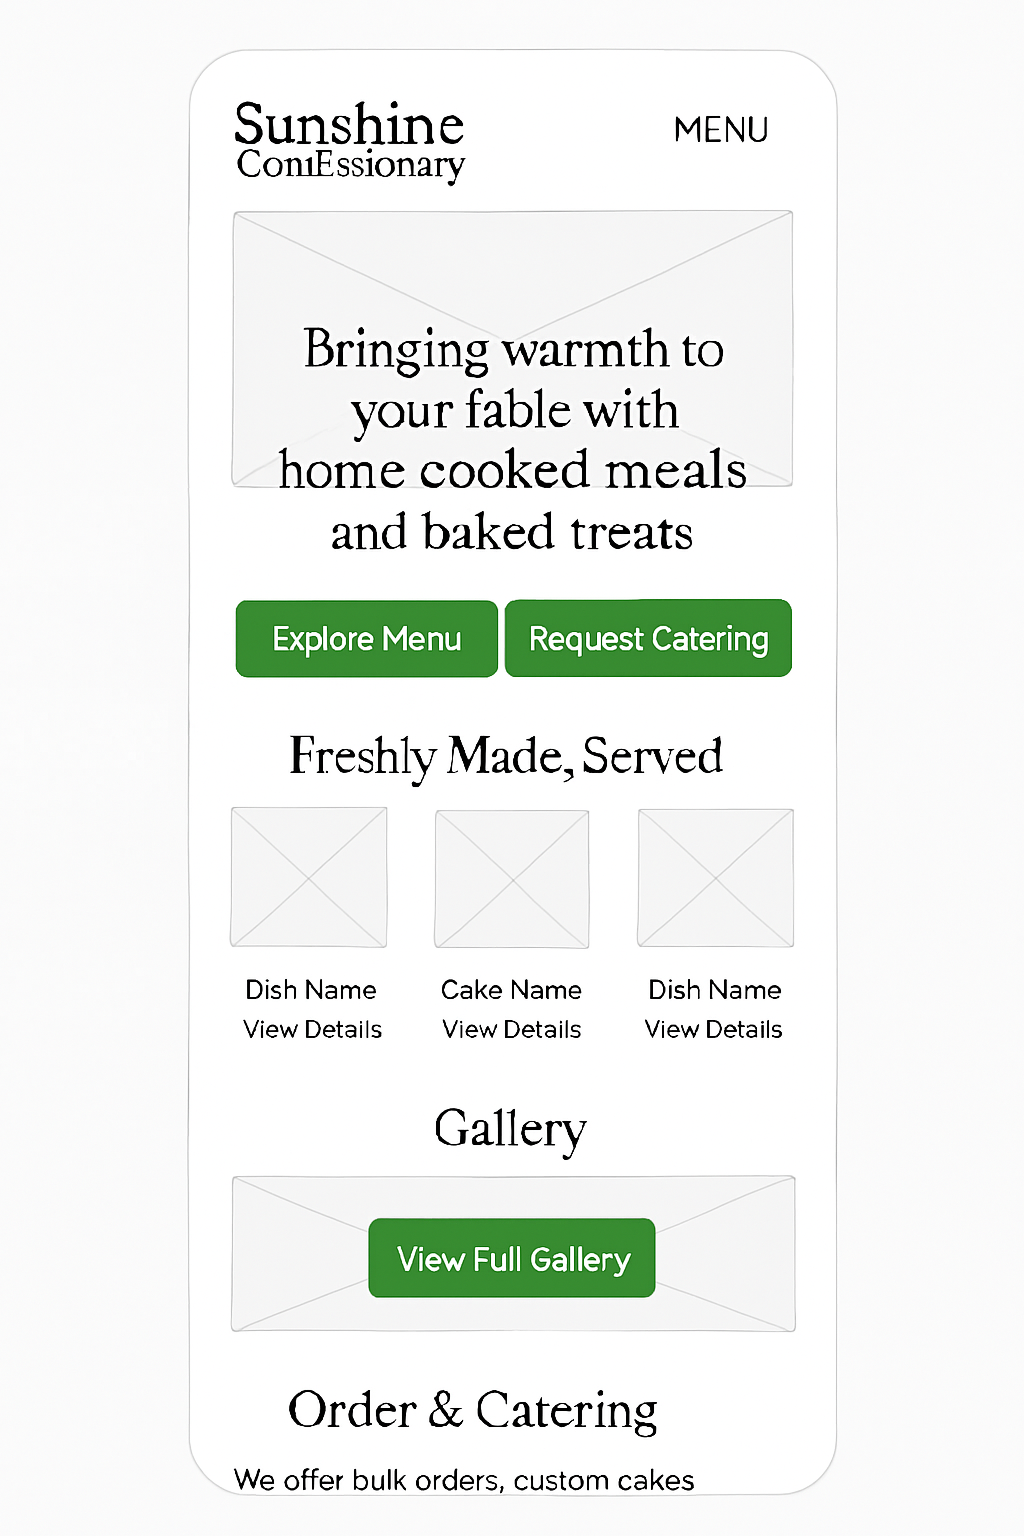 Sunshine
MENU
ComEssionary
Bringing warmth to
your fable with
home cooked meals
and baked treats
Explore Menu
Request Catering
Freshly Made, Served
Dish Name
Cake Name
Dish Name
View Details
View Details
View Details
Gallery
View Full Gallery
Order & Catering
We offer bulk orders, custom cakes